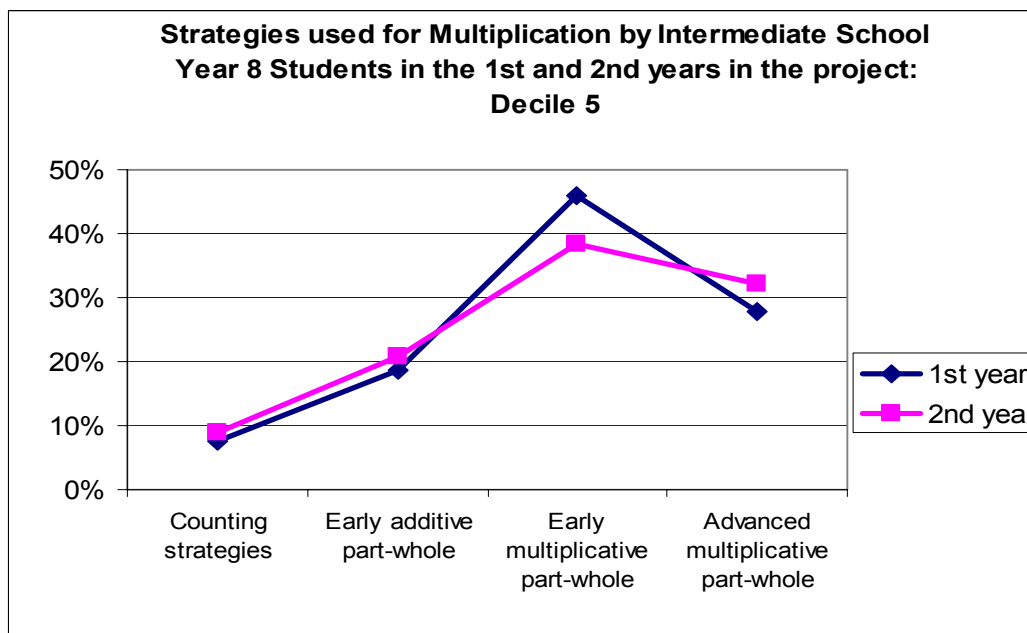 Strategies used for Multiplication by Intermediate School
Year 8 Students in the 1st and 2nd years in the project:
Decile 5
50%
40%
30%
20%
10%
0%
Counting
strategies
Early additive
part-whole
Early
multiplicative
part-whole
Advanced
multiplicative
part-whole
1st year
2nd year